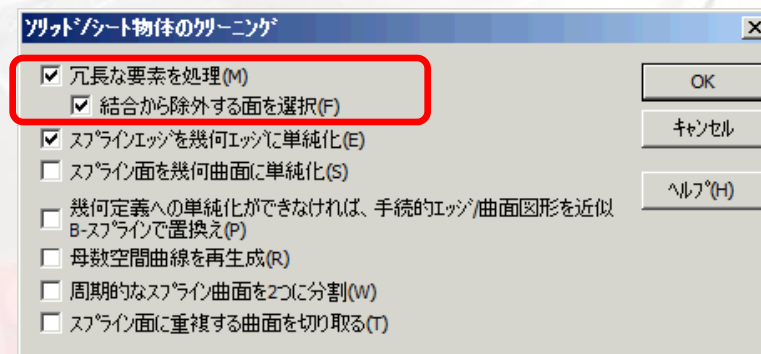 ソリッド/シート物体のクリーニング
冗長な要素を処理(M)
OK
結合から除外する面を選択(F)
キャンセル
スプラインエッジを幾何エッジに単純化(E)
スプライン面を幾何曲面に単純化(S)
ヘルプ(H)
幾何定義への単純化ができなければ、手続的エッジ/曲面図形を近似
B-スプラインで置換え(P)
母数空間曲線を再生成(R)
周期的なスプライン曲面を2つに分割(W)
スプライン面に重複する曲面を切り取る(T)